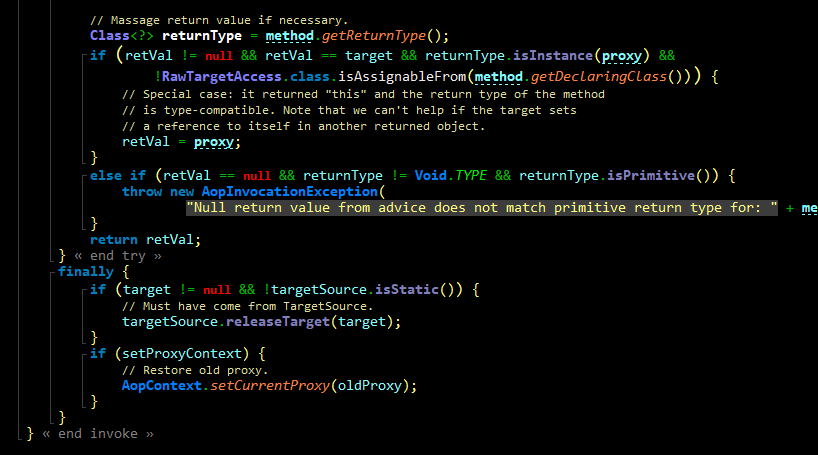 // Massage return value if necessary.
Class<?> returnType = method.getReturnType();
if (retVal != null && retVal == target && returnType.isInstance(proxy) &&
!RawTargetAccess.class.isAssignableFrom(method.getDeclaringClass())) {
// Special case: it returned "this" and the return type of the method
// is type-compatible. Note that we can't help if the target sets
// a reference to itself in another returned object.
retVal = proxy;
}
else if (retVal == null && returnType != Void.TYPE && returnType.isPrimitive()) {
throw new AopInvocationException(
"Null return value from advice does not match primitive return type for: " + me
}
return retVal;
} « end try »
finally {
if (target != null && !targetSource.isStatic()) {
// Must have come from TargetSource.
targetSource.releaseTarget(target);
}
if (setProxyContext) {
// Restore old proxy.
AopContext.setCurrentProxy(oldProxy);
}
}
} « end invoke »